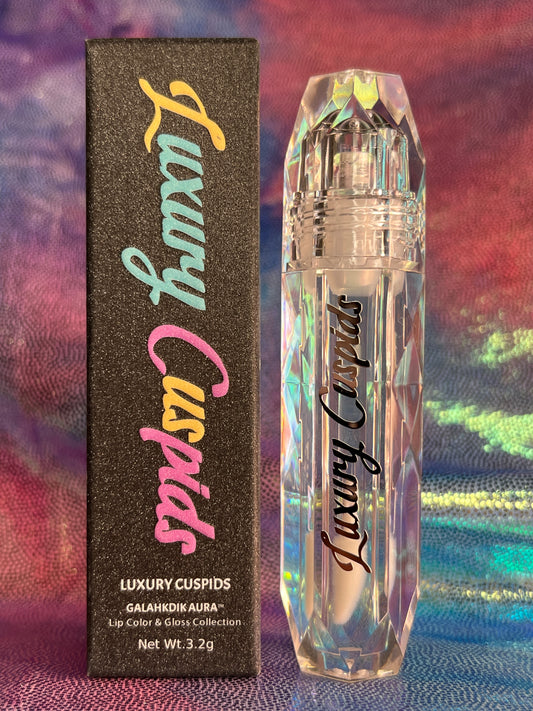 Luxury Cuspids
LUXURY CUSPIDS
GALAHKDIK AURA™
Lip Color & Gloss Collection
Net Wt.3.2g
Luxury Cuspids